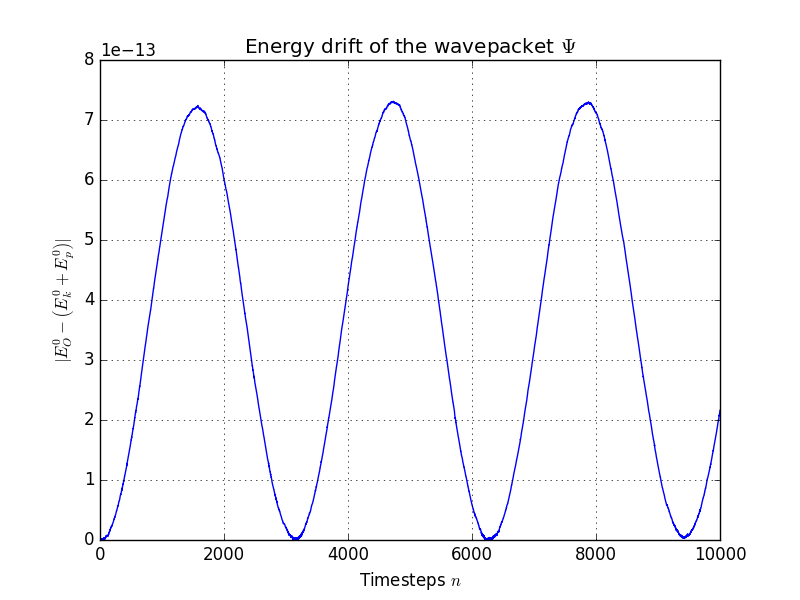 Energy drift of the wavepacket Ψ
1e−13
8
7
6
5
4
3
2
1
0
|E_O^0 − (E_k^0 + E_p^0)|
0 2000 4000 6000 8000 10000
Timesteps n